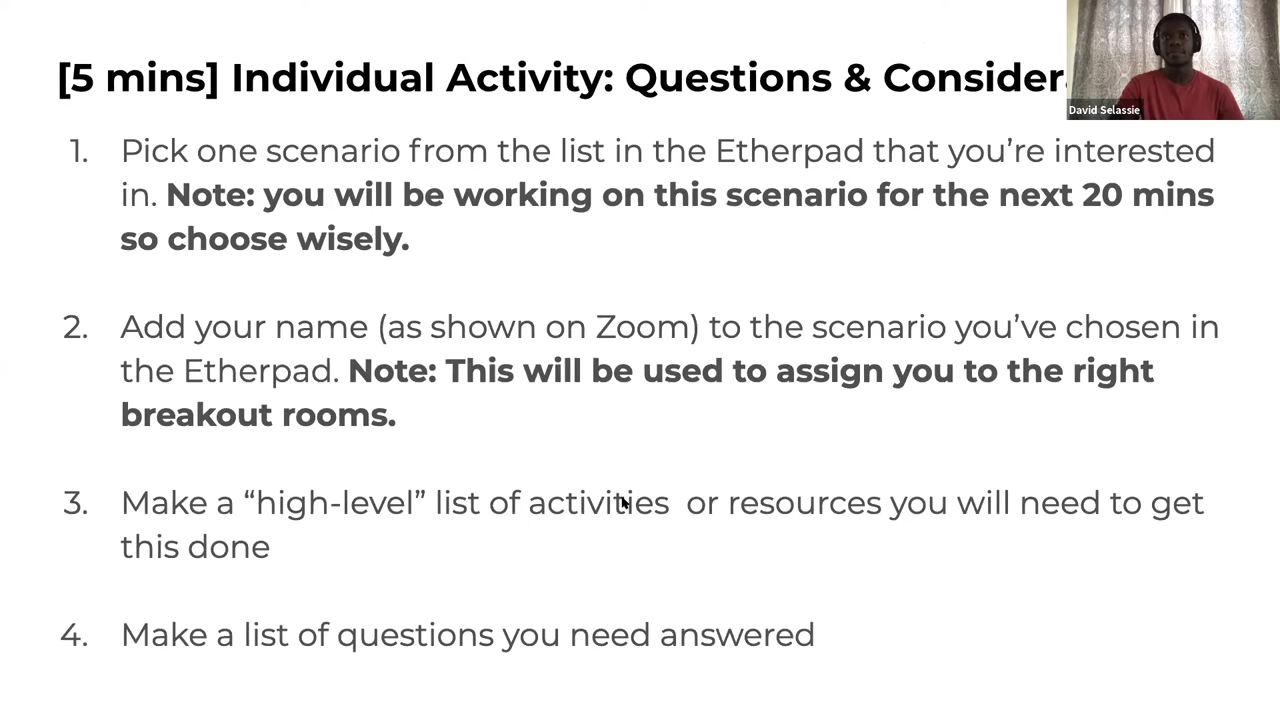 [5 mins] Individual Activity: Questions & Consider
David Selassie
1. Pick one scenario from the list in the Etherpad that you’re interested
in. Note: you will be working on this scenario for the next 20 mins
so choose wisely.
2. Add your name (as shown on Zoom) to the scenario you’ve chosen in
the Etherpad. Note: This will be used to assign you to the right
breakout rooms.
3. Make a “high-level” list of activities or resources you will need to get
this done
4. Make a list of questions you need answered